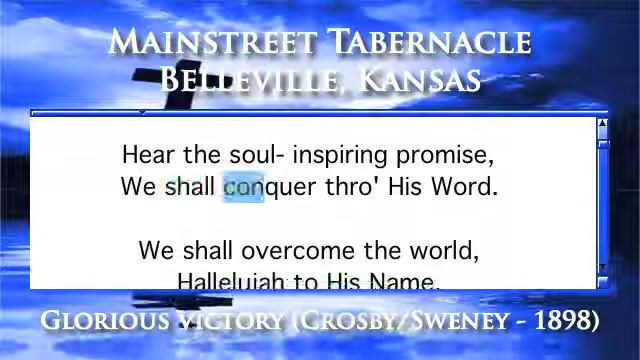 Mainstreet Tabernacle
Belleville, Kansas
Hear the soul- inspiring promise,
We shall conquer thro' His Word.
We shall overcome the world,
Hallelujah to His Name.
Glorious Victory (Crosby/Sweney - 1898)